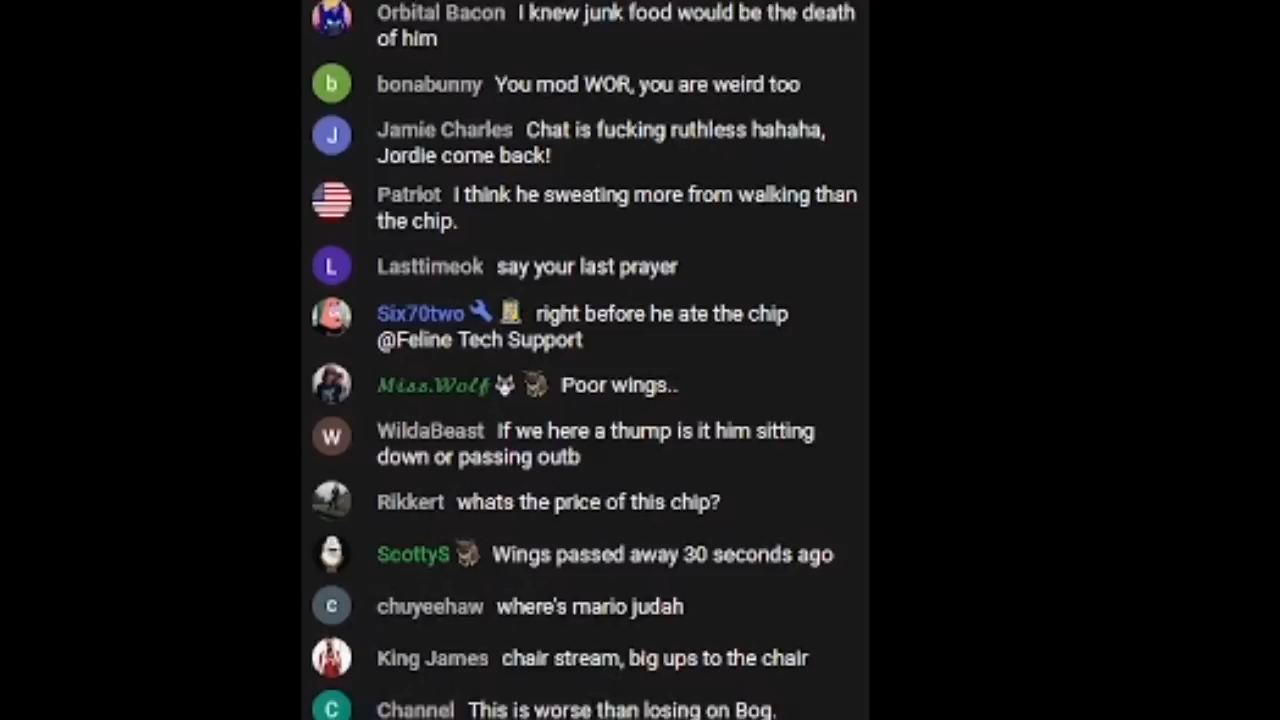 Orbital Bacon I knew junk food would be the death
of him
b
bonabunny You mod WOR, you are weird too
J
Jamie Charles Chat is fucking ruthless hahaha,
Jordie come back!
Patriot I think he sweating more from walking than
the chip.
L
Lasttimeok say your last prayer
Six70two right before he ate the chip
@Feline Tech Support
𝓜𝓲𝓼𝓼.𝓦𝓸𝓵𝓯 Poor wings..
W
WildaBeast If we here a thump is it him sitting
down or passing outb
Rikkert whats the price of this chip?
ScottyS Wings passed away 30 seconds ago
c
chuyeehaw where's mario judah
King James chair stream, big ups to the chair
C
Channel This is worse than losing on Bog.